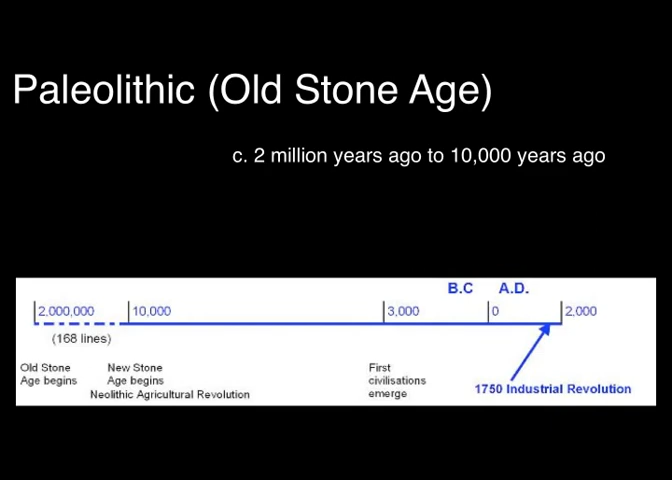 Paleolithic (Old Stone Age)
c. 2 million years ago to 10,000 years ago
B.C A.D.
2,000,000 10,000 3,000 0 2,000
(168 lines)
Old Stone
Age begins
New Stone
Age begins
Neolithic Agricultural Revolution
First
civilisations
emerge
1750 Industrial Revolution